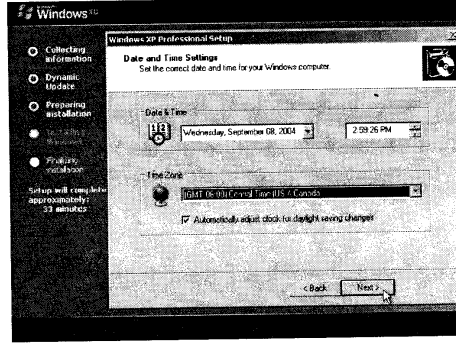 Windows XP
Collecting
information
Dynamic
Update
Preparing
installation
Installing
Windows
Finalizing
installation
Setup will complete
approximately:
33 minutes
Windows XP Professional Setup
Date and Time Settings
Set the correct date and time for your Windows computer.
Date & Time
Wednesday, September 08, 2004
2:59:26 PM
Time Zone
(GMT-06:00) Central Time (US & Canada
Automatically adjust clock for daylight saving changes
< Back
Next >